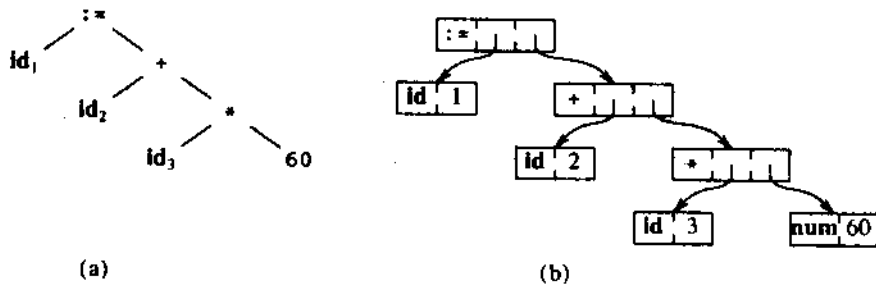 :=
id₁ +
id₂ *
id₃ 60
(a)
:=
id 1 +
id 2 *
id 3 num 60
(b)